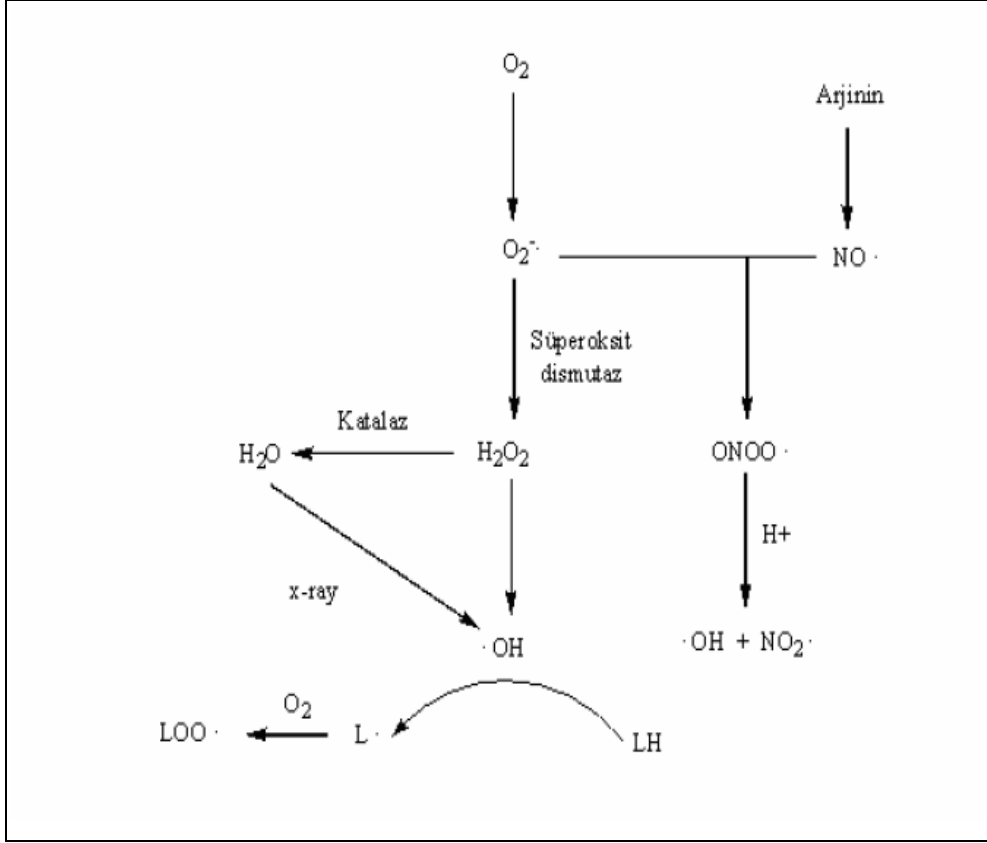 O₂
Arjinin
O₂⁻·
NO ·
Süperoksit
dismutaz
Katalaz
H₂O
H₂O₂
ONOO ·
H+
x-ray
· OH
· OH + NO₂ ·
O₂
LOO ·
L ·
LH